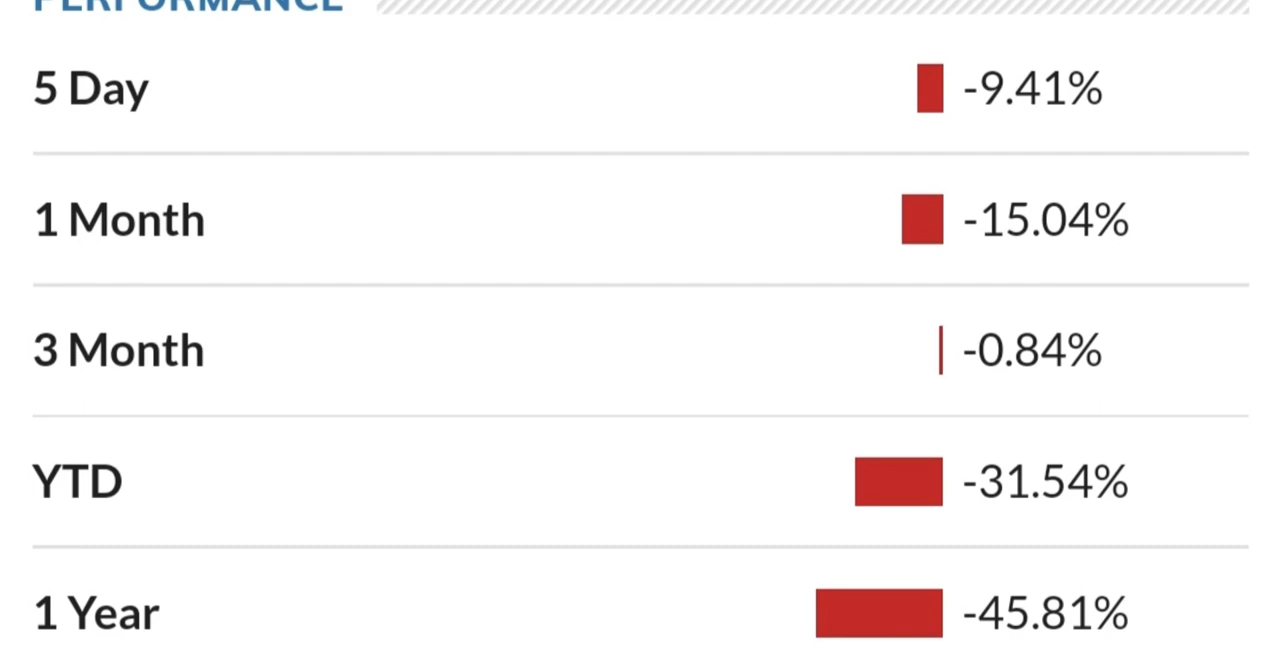 PERFORMANCE
5 Day -9.41%
1 Month -15.04%
3 Month -0.84%
YTD -31.54%
1 Year -45.81%